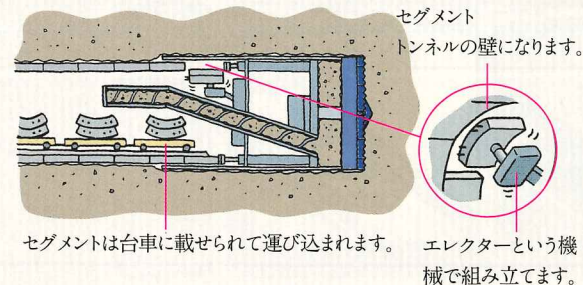 セグメント
トンネルの壁になります。
セグメントは台車に載せられて運び込まれます。
エレクターという機
械で組み立てます。